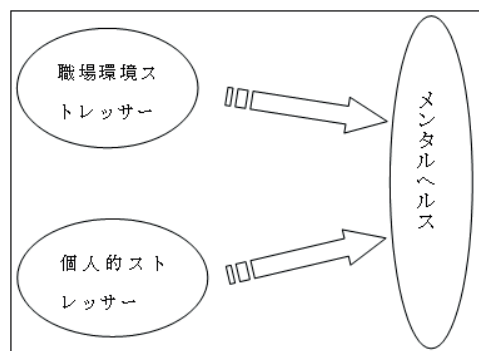 職場環境ス
トレッサー
メンタルヘルス
個人的スト
レッサー